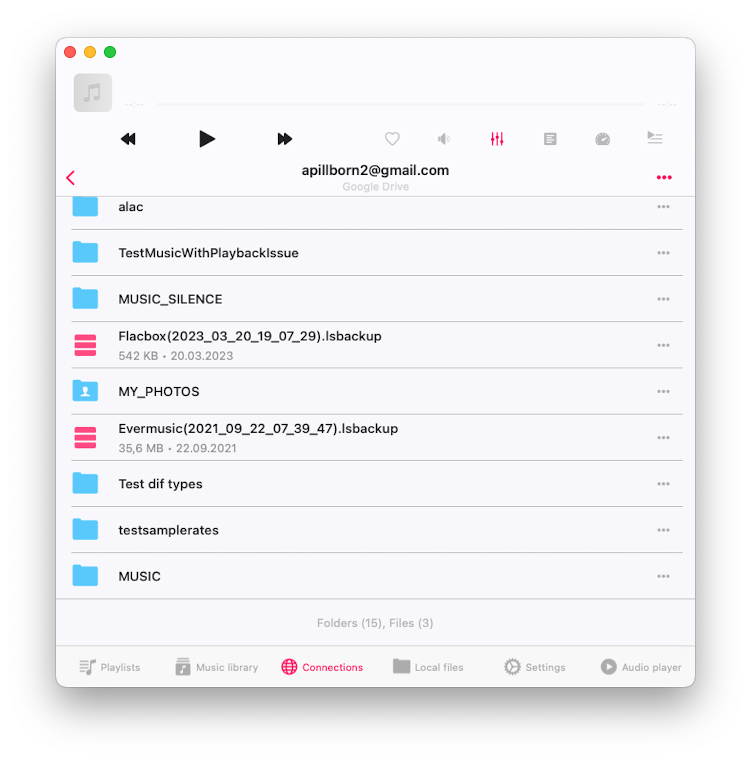 --:--
--:--
apillborn2@gmail.com
Google Drive
alac
TestMusicWithPlaybackIssue
MUSIC_SILENCE
Flacbox(2023_03_20_19_07_29).lsbackup
542 KB • 20.03.2023
MY_PHOTOS
Evermusic(2021_09_22_07_39_47).lsbackup
35,6 MB • 22.09.2021
Test dif types
testsamplerates
MUSIC
Folders (15), Files (3)
Playlists
Music library
Connections
Local files
Settings
Audio player